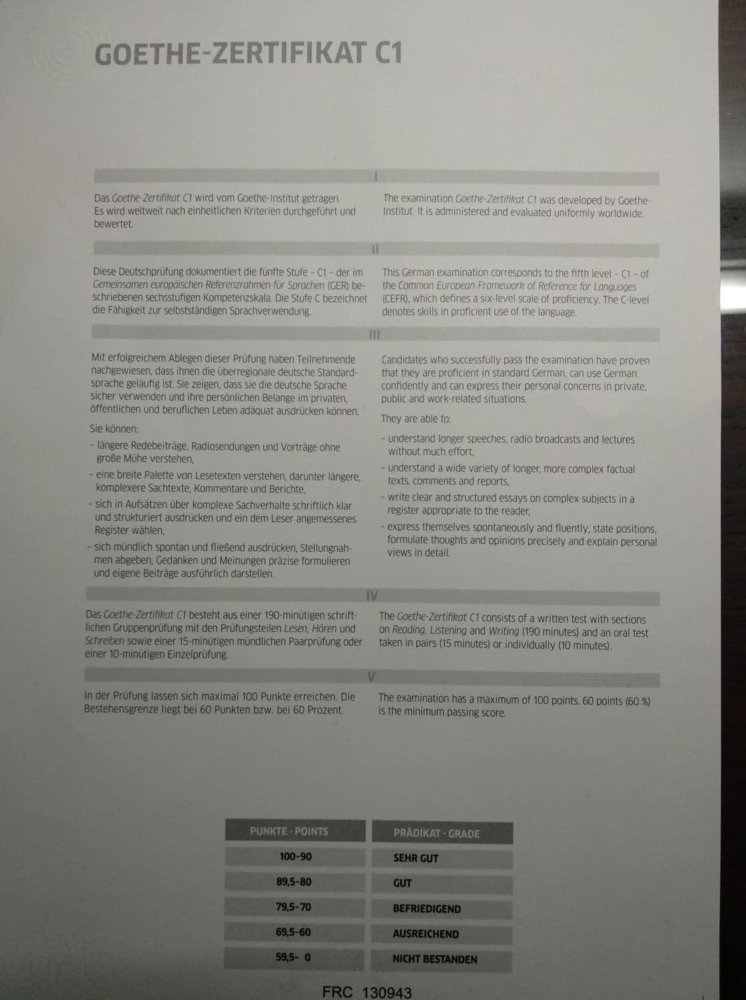 GOETHE-ZERTIFIKAT C1
I
Das Goethe-Zertifikat C1 wird vom Goethe-Institut getragen.
Es wird weltweit nach einheitlichen Kriterien durchgeführt und
bewertet.
The examination Goethe-Zertifikat C1 was developed by Goethe-
Institut. It is administered and evaluated uniformly worldwide.
II
Diese Deutschprüfung dokumentiert die fünfte Stufe – C1 – der im
Gemeinsamen europäischen Referenzrahmen für Sprachen (GER) be-
schriebenen sechsstufigen Kompetenzskala. Die Stufe C bezeichnet
die Fähigkeit zur selbstständigen Sprachverwendung.
This German examination corresponds to the fifth level – C1 – of
the Common European Framework of Reference for Languages
(CEFR), which defines a six-level scale of proficiency. The C-level
denotes skills in proficient use of the language.
III
Mit erfolgreichem Ablegen dieser Prüfung haben Teilnehmende
nachgewiesen, dass ihnen die überregionale deutsche Standard-
sprache geläufig ist. Sie zeigen, dass sie die deutsche Sprache
sicher verwenden und ihre persönlichen Belange im privaten,
öffentlichen und beruflichen Leben adäquat ausdrücken können.
Sie können:
– längere Redebeiträge, Radiosendungen und Vorträge ohne
große Mühe verstehen,
– eine breite Palette von Lesetexten verstehen, darunter längere,
komplexere Sachtexte, Kommentare und Berichte,
– sich in Aufsätzen über komplexe Sachverhalte schriftlich klar
und strukturiert ausdrücken und ein dem Leser angemessenes
Register wählen,
– sich mündlich spontan und fließend ausdrücken, Stellungnah-
men abgeben, Gedanken und Meinungen präzise formulieren
und eigene Beiträge ausführlich darstellen.
Candidates who successfully pass the examination have proven
that they are proficient in standard German, can use German
confidently and can express their personal concerns in private,
public and work-related situations.
They are able to:
– understand longer speeches, radio broadcasts and lectures
without much effort,
– understand a wide variety of longer, more complex factual
texts, comments and reports,
– write clear and structured essays on complex subjects in a
register appropriate to the reader,
– express themselves spontaneously and fluently, state positions,
formulate thoughts and opinions precisely and explain personal
views in detail.
IV
Das Goethe-Zertifikat C1 besteht aus einer 190-minütigen schrift-
lichen Gruppenprüfung mit den Prüfungsteilen Lesen, Hören und
Schreiben sowie einer 15-minütigen mündlichen Paarprüfung oder
einer 10-minütigen Einzelprüfung.
The Goethe-Zertifikat C1 consists of a written test with sections
on Reading, Listening and Writing (190 minutes) and an oral test
taken in pairs (15 minutes) or individually (10 minutes).
V
In der Prüfung lassen sich maximal 100 Punkte erreichen. Die
Bestehensgrenze liegt bei 60 Punkten bzw. bei 60 Prozent.
The examination has a maximum of 100 points. 60 points (60 %)
is the minimum passing score.
PUNKTE · POINTS PRÄDIKAT · GRADE
100–90 SEHR GUT
89,5–80 GUT
79,5–70 BEFRIEDIGEND
69,5–60 AUSREICHEND
59,5– 0 NICHT BESTANDEN
FRC 130943